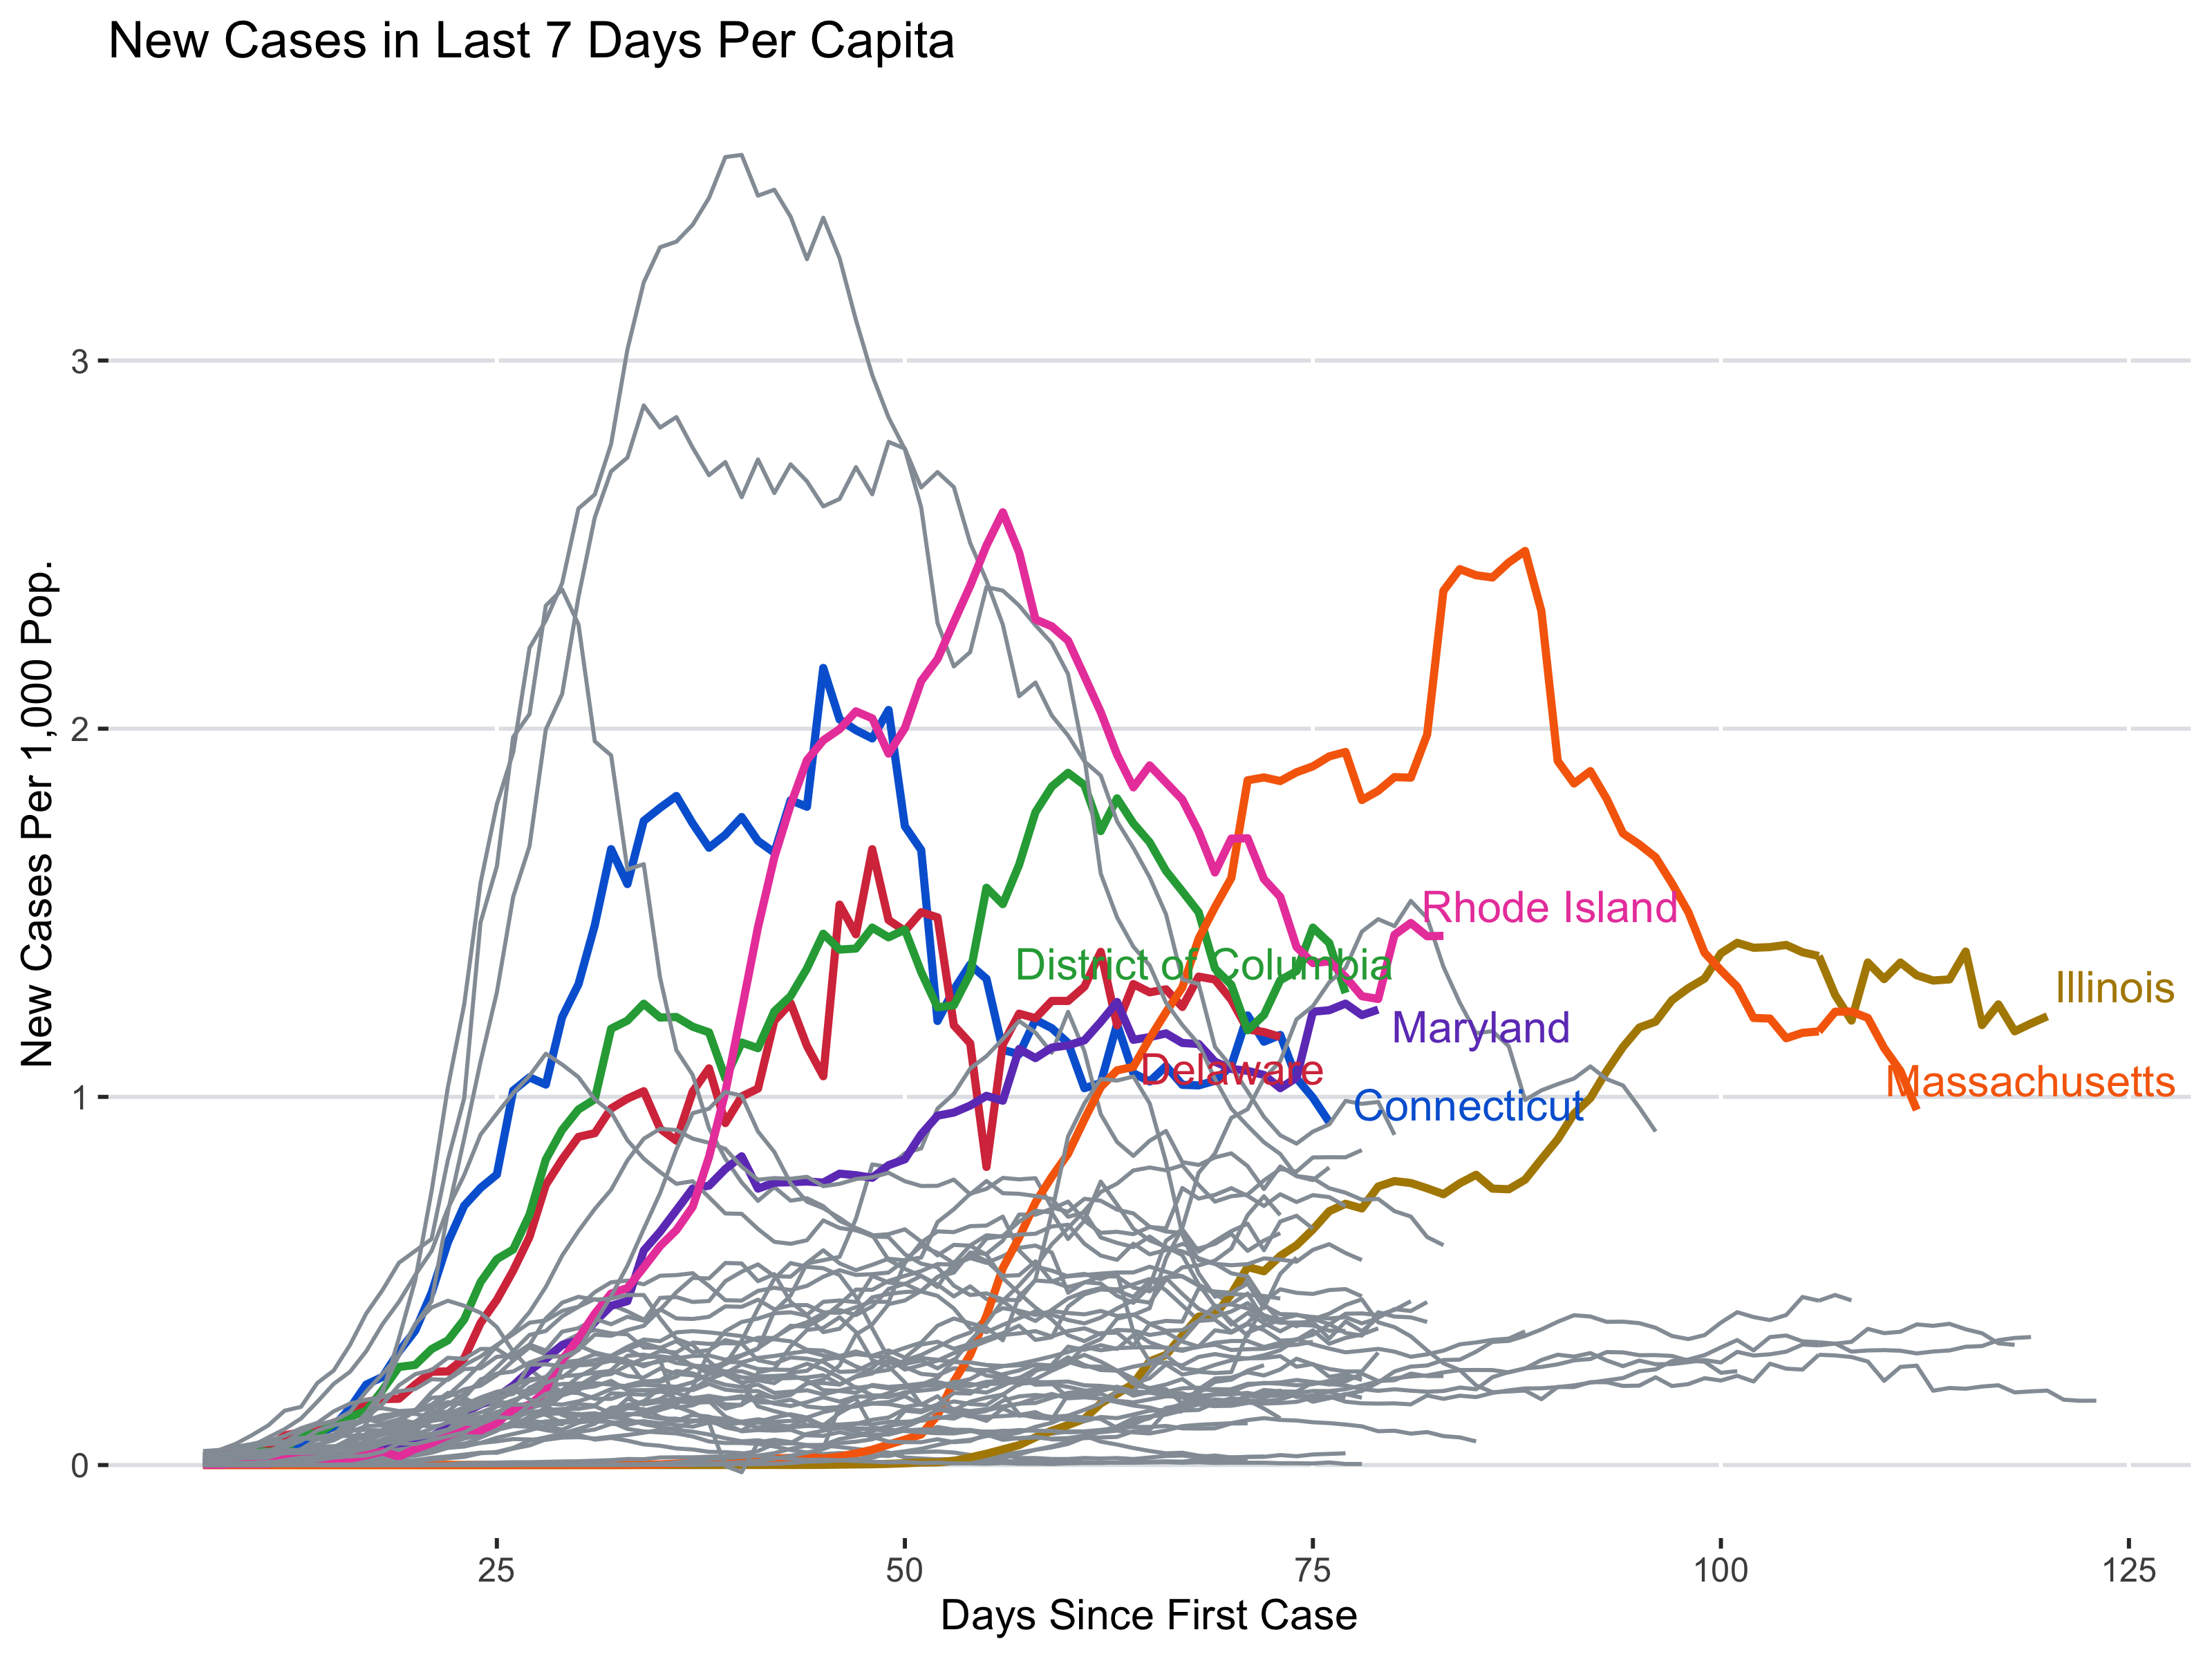 New Cases in Last 7 Days Per Capita
New Cases Per 1,000 Pop.
3
2
1
0
Rhode Island
District of Columbia
Illinois
Maryland
Delaware
Massachusetts
Connecticut
25
50
75
100
125
Days Since First Case